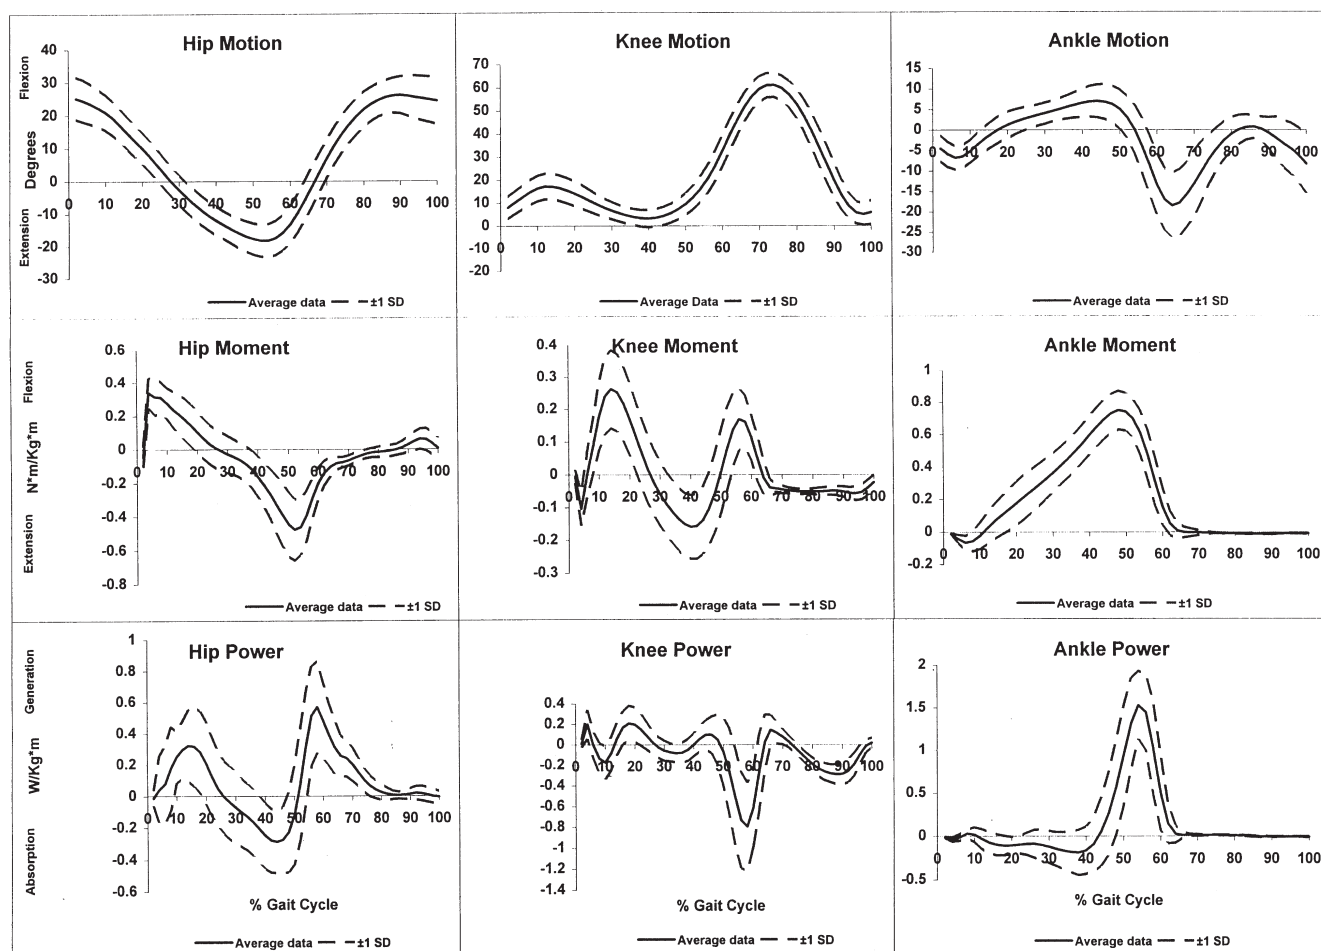 Hip Motion
Flexion
Degrees
Extension
40
30
20
10
0
-10
-20
-30
0 10 20 30 40 50 60 70 80 90 100
Average data ±1 SD
Knee Motion
70
60
50
40
30
20
10
0
-10
20
0 10 20 30 40 50 60 70 80 90 100
Average Data ±1 SD
Ankle Motion
15
10
5
0
-5
-10
-15
-20
-25
-30
0 10 20 30 40 50 60 70 80 90 100
Average data ±1 SD
Hip Moment
Flexion
N*m/Kg*m
Extension
0.6
0.4
0.2
0
-0.2
-0.4
-0.6
-0.8
0 10 20 30 40 50 60 70 80 90 100
Average data ±1 SD
Knee Moment
0.4
0.3
0.2
0.1
0
-0.1
-0.2
-0.3
0 10 20 30 40 50 60 70 80 90 100
Average data ±1 SD
Ankle Moment
1
0.8
0.6
0.4
0.2
0
-0.2
0 10 20 30 40 50 60 70 80 90 100
Average data ±1 SD
Hip Power
Generation
W/Kg*m
Absorption
1
0.8
0.6
0.4
0.2
0
-0.2
-0.4
-0.6
0 10 20 30 40 50 60 70 80 90 100
% Gait Cycle
Average data ±1 SD
Knee Power
0.4
0.2
0
-0.2
-0.4
-0.6
-0.8
-1
-1.2
-1.4
0 10 20 30 40 50 60 70 80 90 100
% Gait Cycle
Average data ±1 SD
Ankle Power
2
1.5
1
0.5
0
-0.5
0 10 20 30 40 50 60 70 80 90 100
% Gait Cycle
Average data ±1 SD